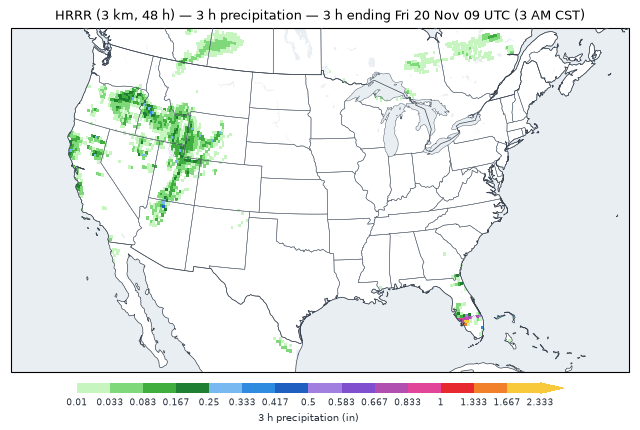 HRRR (3 km, 48 h) — 3 h precipitation — 3 h ending Fri 20 Nov 09 UTC (3 AM CST)
0.01 0.033 0.083 0.167 0.25 0.333 0.417 0.5 0.583 0.667 0.833 1 1.333 1.667 2.333
3 h precipitation (in)